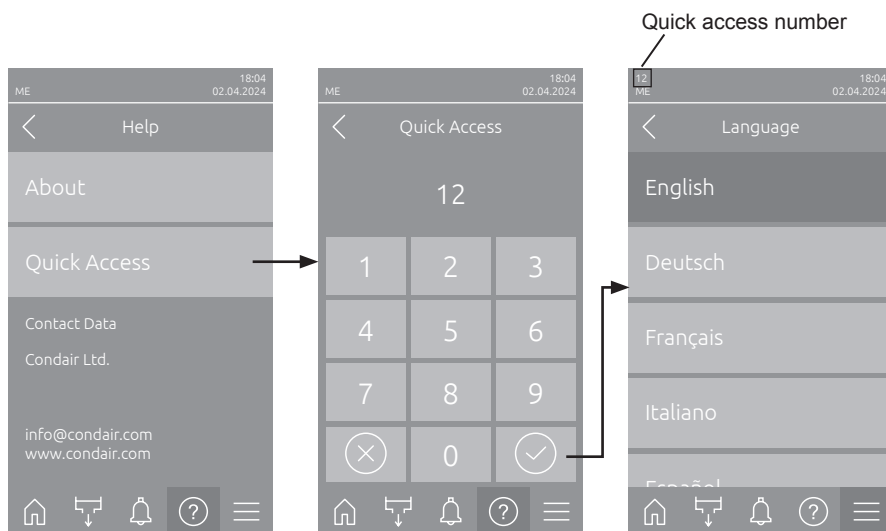 Quick access number
18:04
ME 02.04.2024
Help
About
Quick Access
Contact Data
Condair Ltd.
info@condair.com
www.condair.com
?
18:04
ME 02.04.2024
Quick Access
12
1 2 3
4 5 6
7 8 9
0
?
12 18:04
ME 02.04.2024
Language
English
Deutsch
Français
Italiano
Español
?